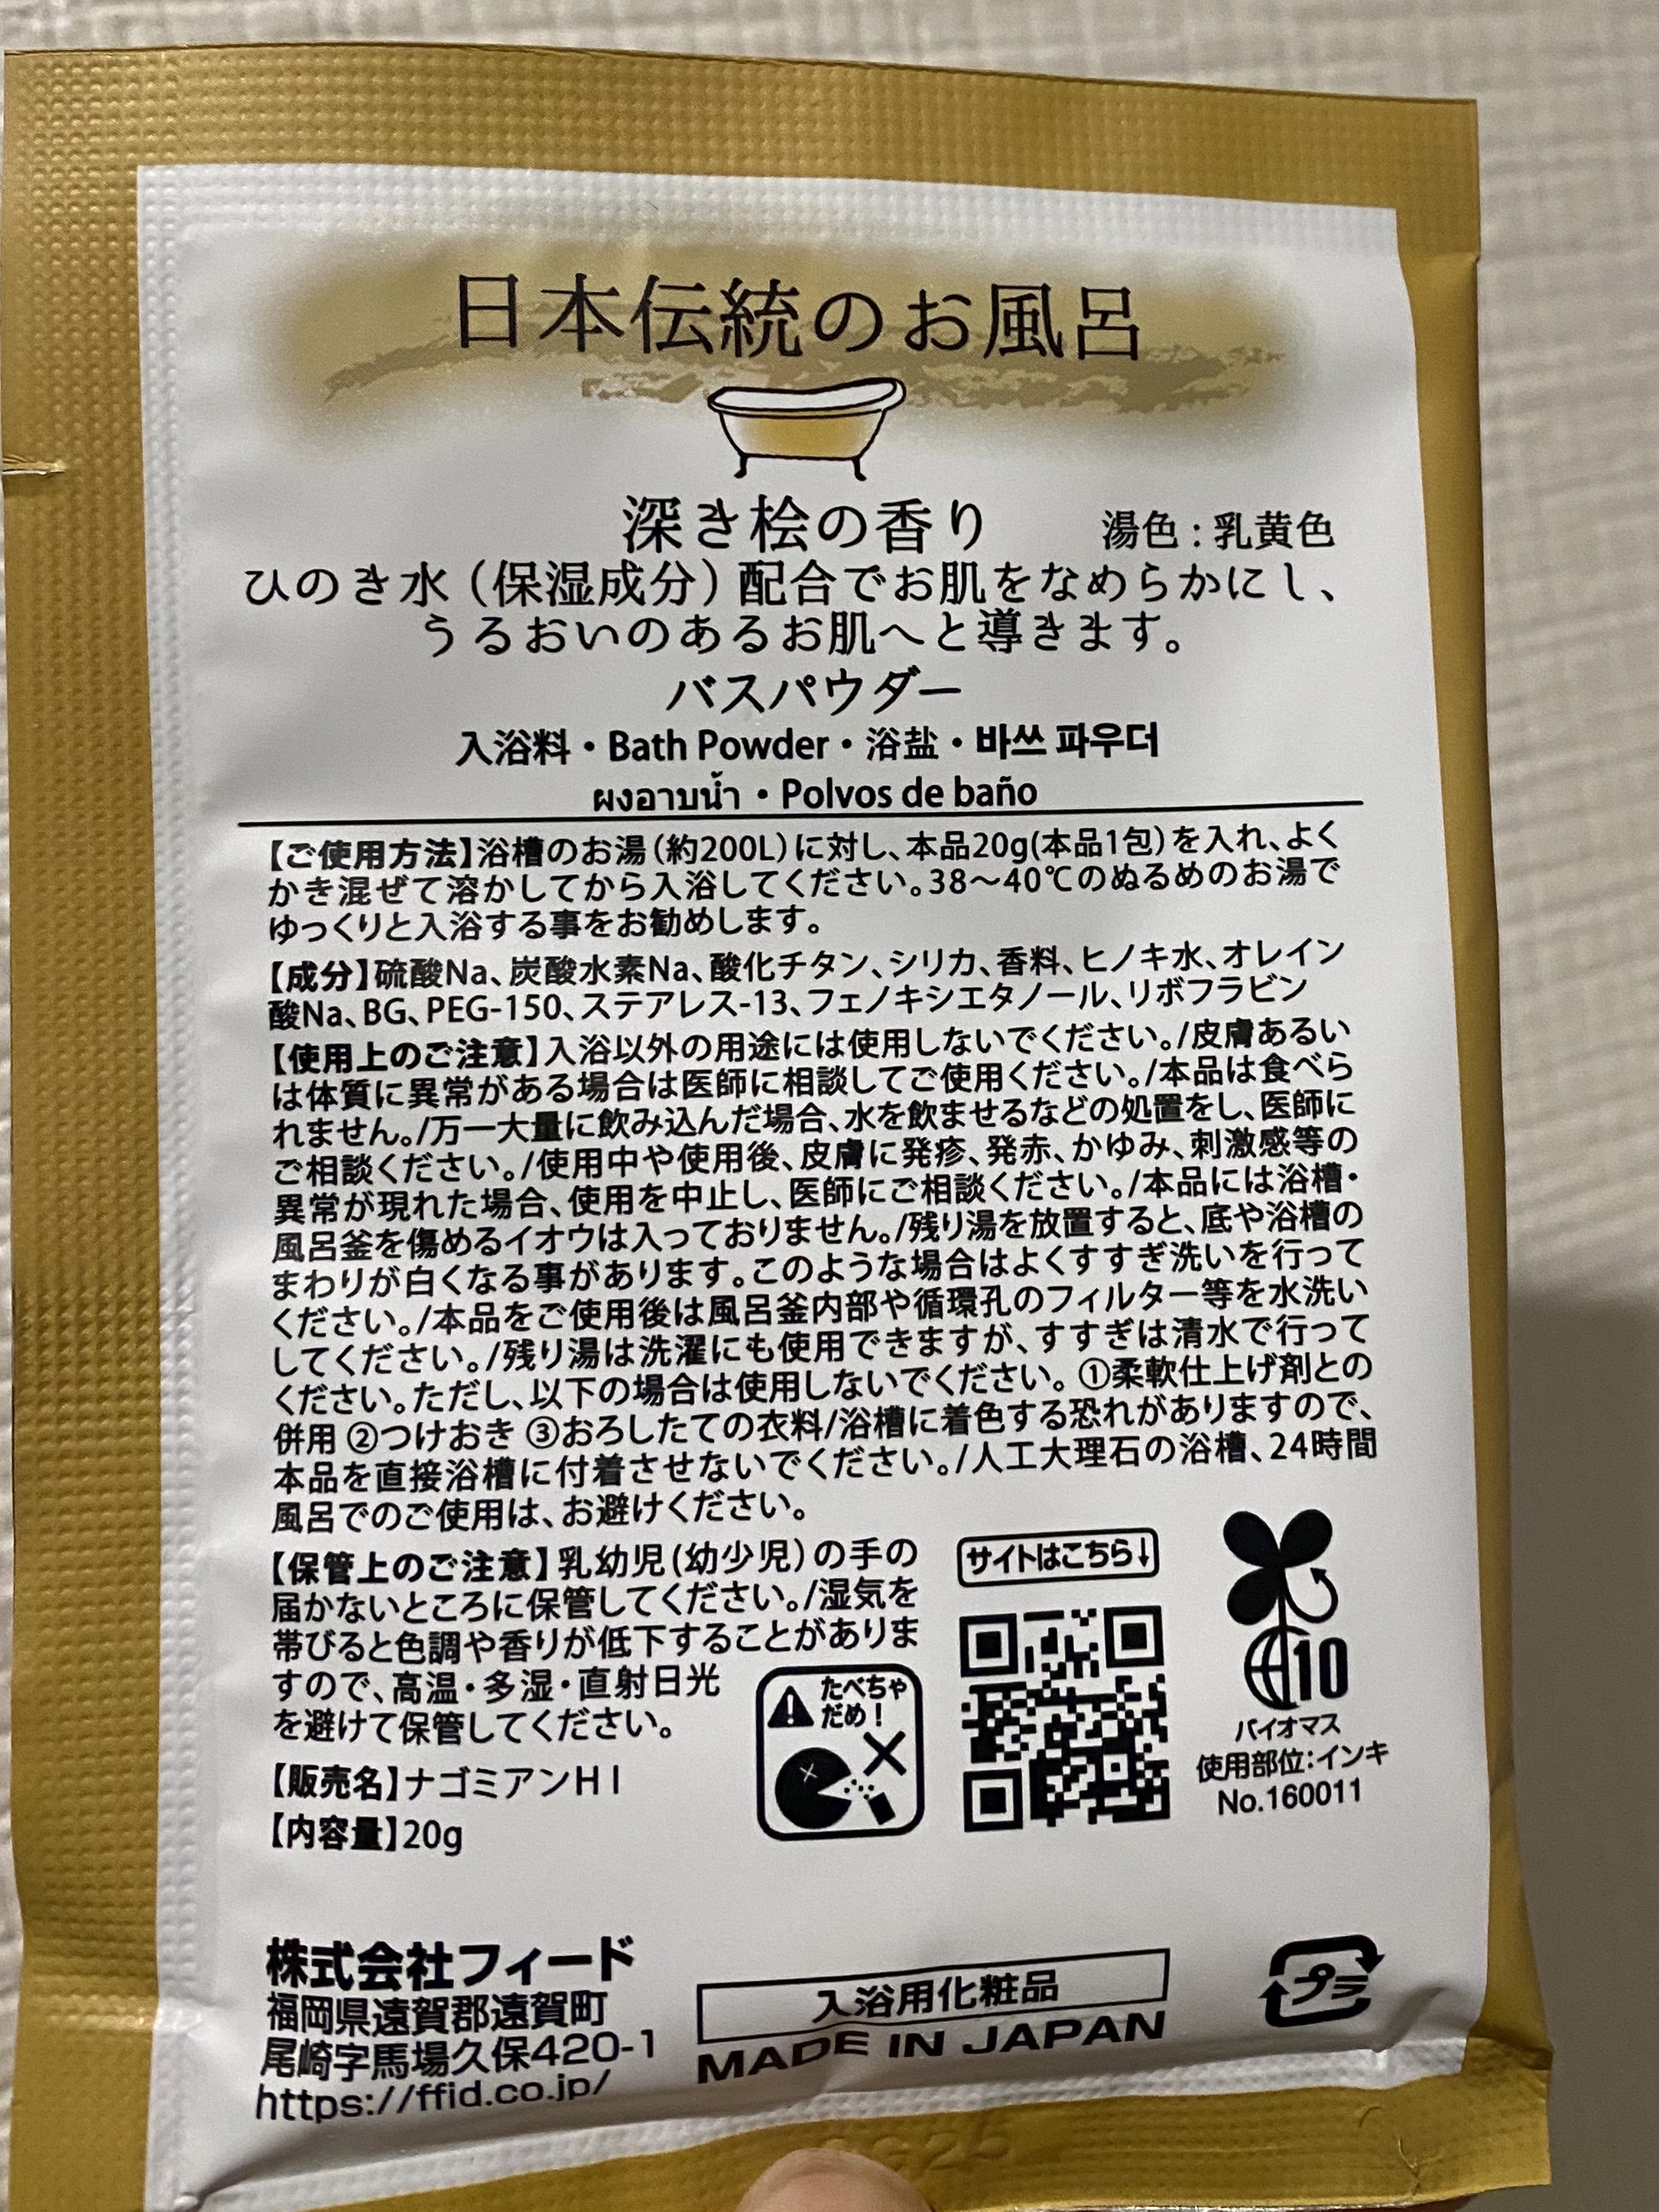 日本伝統のお風呂
深き桧の香り 湯色：乳黄色
ひのき水（保湿成分）配合でお肌をなめらかにし、
うるおいのあるお肌へと導きます。
バスパウダー
入浴料・Bath Powder・浴盐・바쓰 파우더
ผงอาบน้ำ・Polvos de baño
【ご使用方法】浴槽のお湯（約200L）に対し、本品20g(本品1包）を入れ、よく
かき混ぜて溶かしてから入浴してください。38〜40℃のぬるめのお湯で
ゆっくりと入浴する事をお勧めします。
【成分】硫酸Na、炭酸水素Na、酸化チタン、シリカ、香料、ヒノキ水、オレイン
酸Na、BG、PEG-150、ステアレス-13、フェノキシエタノール、リボフラビン
【使用上のご注意】入浴以外の用途には使用しないでください。/皮膚あるい
は体質に異常がある場合は医師に相談してご使用ください。/本品は食べら
れません。/万一大量に飲み込んだ場合、水を飲ませるなどの処置をし、医師に
ご相談ください。/使用中や使用後、皮膚に発疹、発赤、かゆみ、刺激感等の
異常が現れた場合、使用を中止し、医師にご相談ください。/本品には浴槽・
風呂釜を傷めるイオウは入っておりません。/残り湯を放置すると、底や浴槽の
まわりが白くなる事があります。このような場合はよくすすぎ洗いを行って
ください。/本品をご使用後は風呂釜内部や循環孔のフィルター等を水洗い
してください。/残り湯は洗濯にも使用できますが、すすぎは清水で行って
ください。ただし、以下の場合は使用しないでください。①柔軟仕上げ剤との
併用 ②つけおき ③おろしたての衣料/浴槽に着色する恐れがありますので、
本品を直接浴槽に付着させないでください。/人工大理石の浴槽、24時間
風呂でのご使用は、お避けください。
【保管上のご注意】乳幼児(幼少児）の手の
届かないところに保管してください。/湿気を
帯びると色調や香りが低下することがありま
すので、高温・多湿・直射日光
を避けて保管してください。
【販売名】ナゴミアンHI
【内容量】20g
たべちゃ
だめ！
サイトはこちら↓
10
バイオマス
使用部位：インキ
No.160011
株式会社フィード
福岡県遠賀郡遠賀町
尾崎字馬場久保420-1
https://ffid.co.jp/
入浴用化粧品
MADE IN JAPAN
プラ